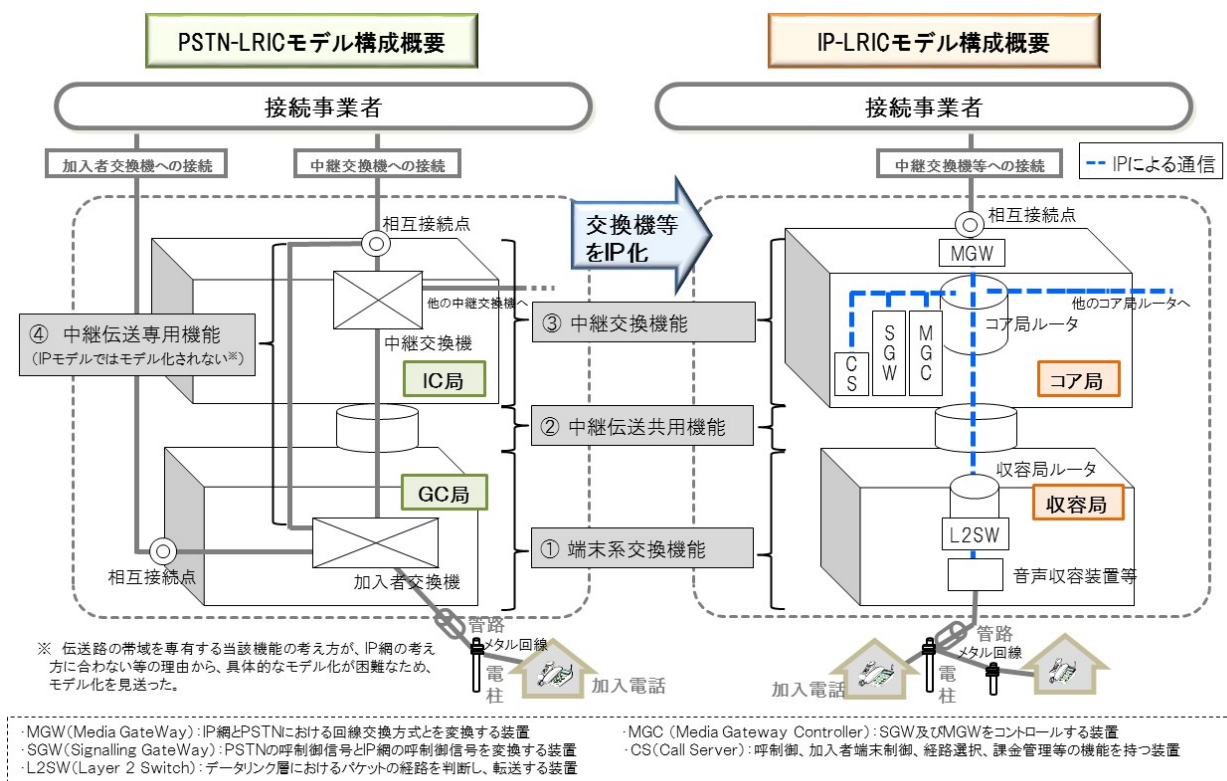 PSTN-LRICモデル構成概要
IP-LRICモデル構成概要
接続事業者
接続事業者
加入者交換機への接続
中継交換機への接続
中継交換機等への接続
IPによる通信
相互接続点
交換機等
をIP化
相互接続点
MGW
他の中継交換機へ
他のコア局ルータへ
④ 中継伝送専用機能
(IPモデルではモデル化されない※)
中継交換機
③ 中継交換機能
コア局ルータ
CS
SGW
MGC
IC局
コア局
② 中継伝送共用機能
GC局
収容局ルータ
収容局
L2SW
① 端末系交換機能
相互接続点
加入者交換機
音声収容装置等
管路
メタル回線
電柱
加入電話
管路
メタル回線
電柱
加入電話
※ 伝送路の帯域を専有する当該機能の考え方が、IP網の考え
方に合わない等の理由から、具体的なモデル化が困難なため、
モデル化を見送った。
・MGW(Media GateWay):IP網とPSTNにおける回線交換方式とを変換する装置
・SGW(Signalling GateWay):PSTNの呼制御信号とIP網の呼制御信号を変換する装置
・L2SW(Layer 2 Switch):データリンク層におけるパケットの経路を判断し、転送する装置
・MGC (Media Gateway Controller):SGW及びMGWをコントロールする装置
・CS(Call Server):呼制御、加入者端末制御、経路選択、課金管理等の機能を持つ装置